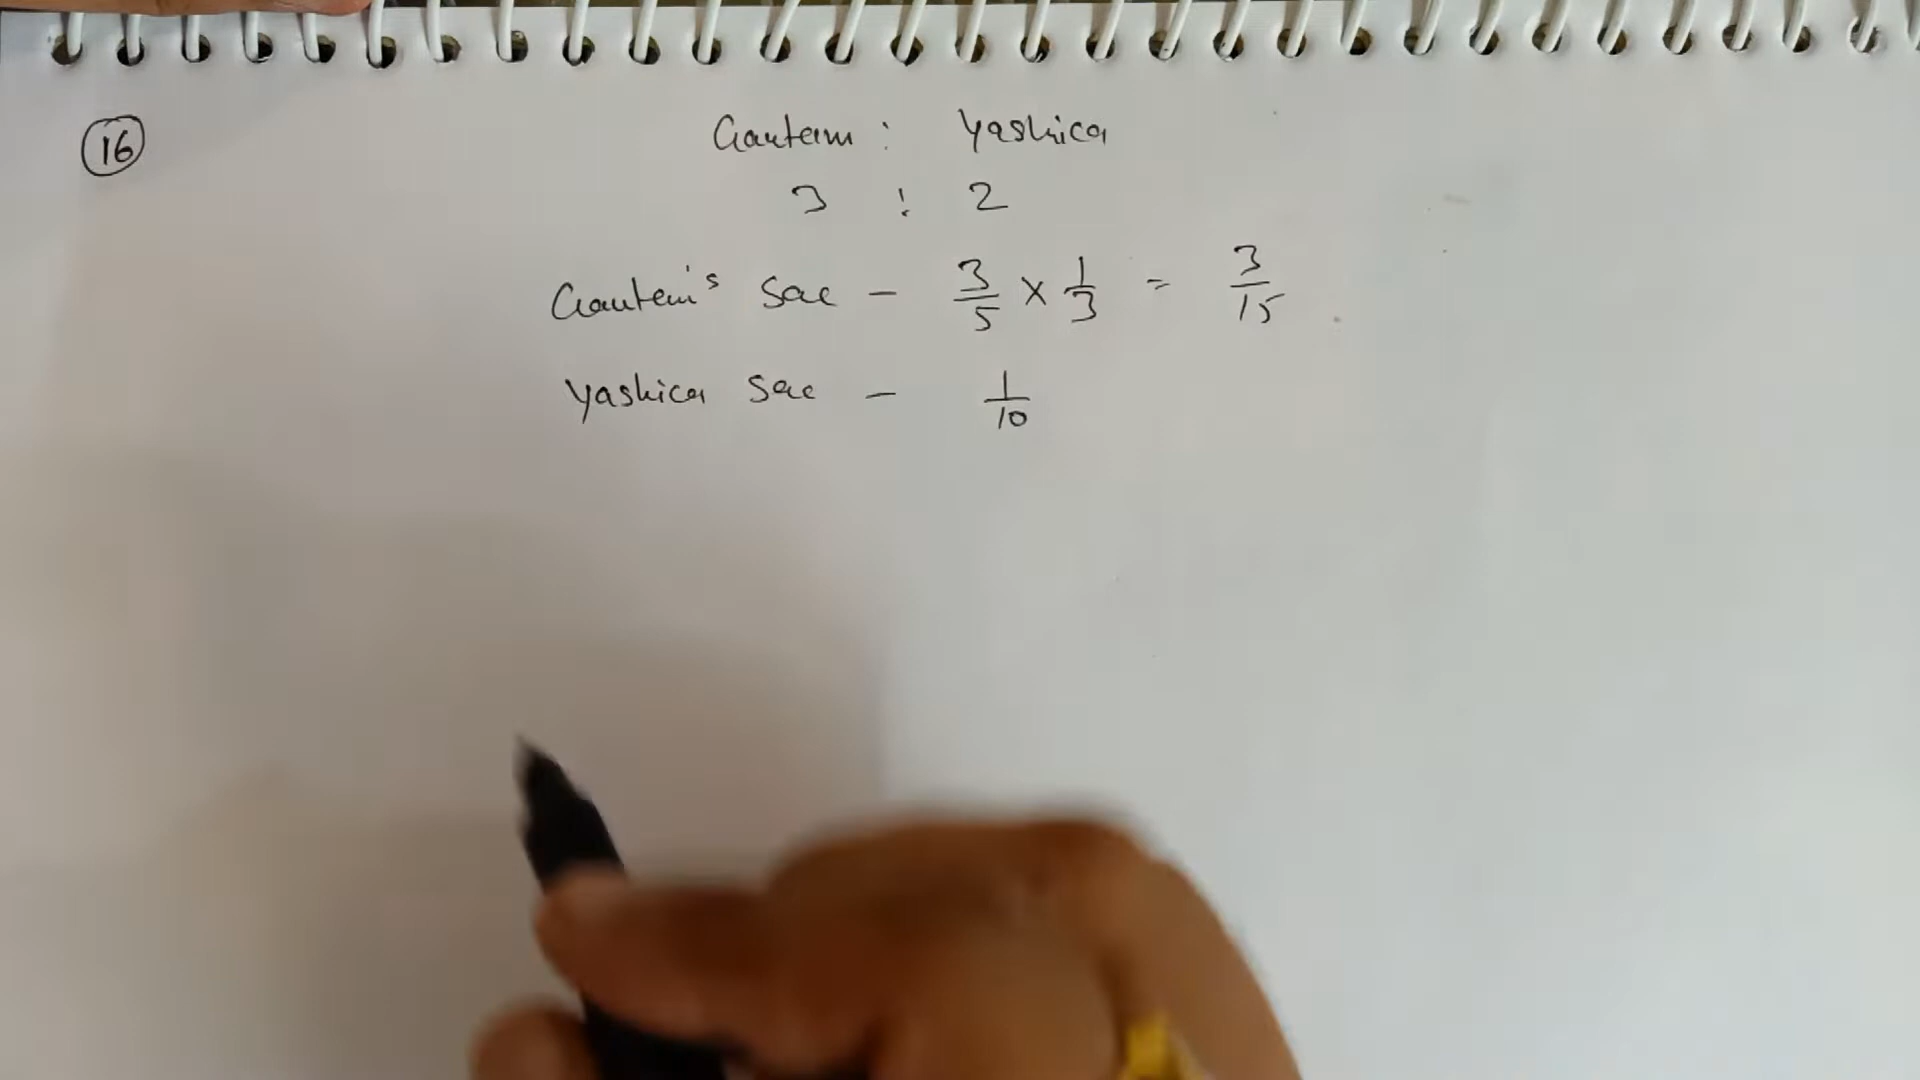 16
Gautam : Yashica
3 : 2
Gautam's Sac - 3/5 × 1/3 = 3/15
Yashica Sac - 1/10